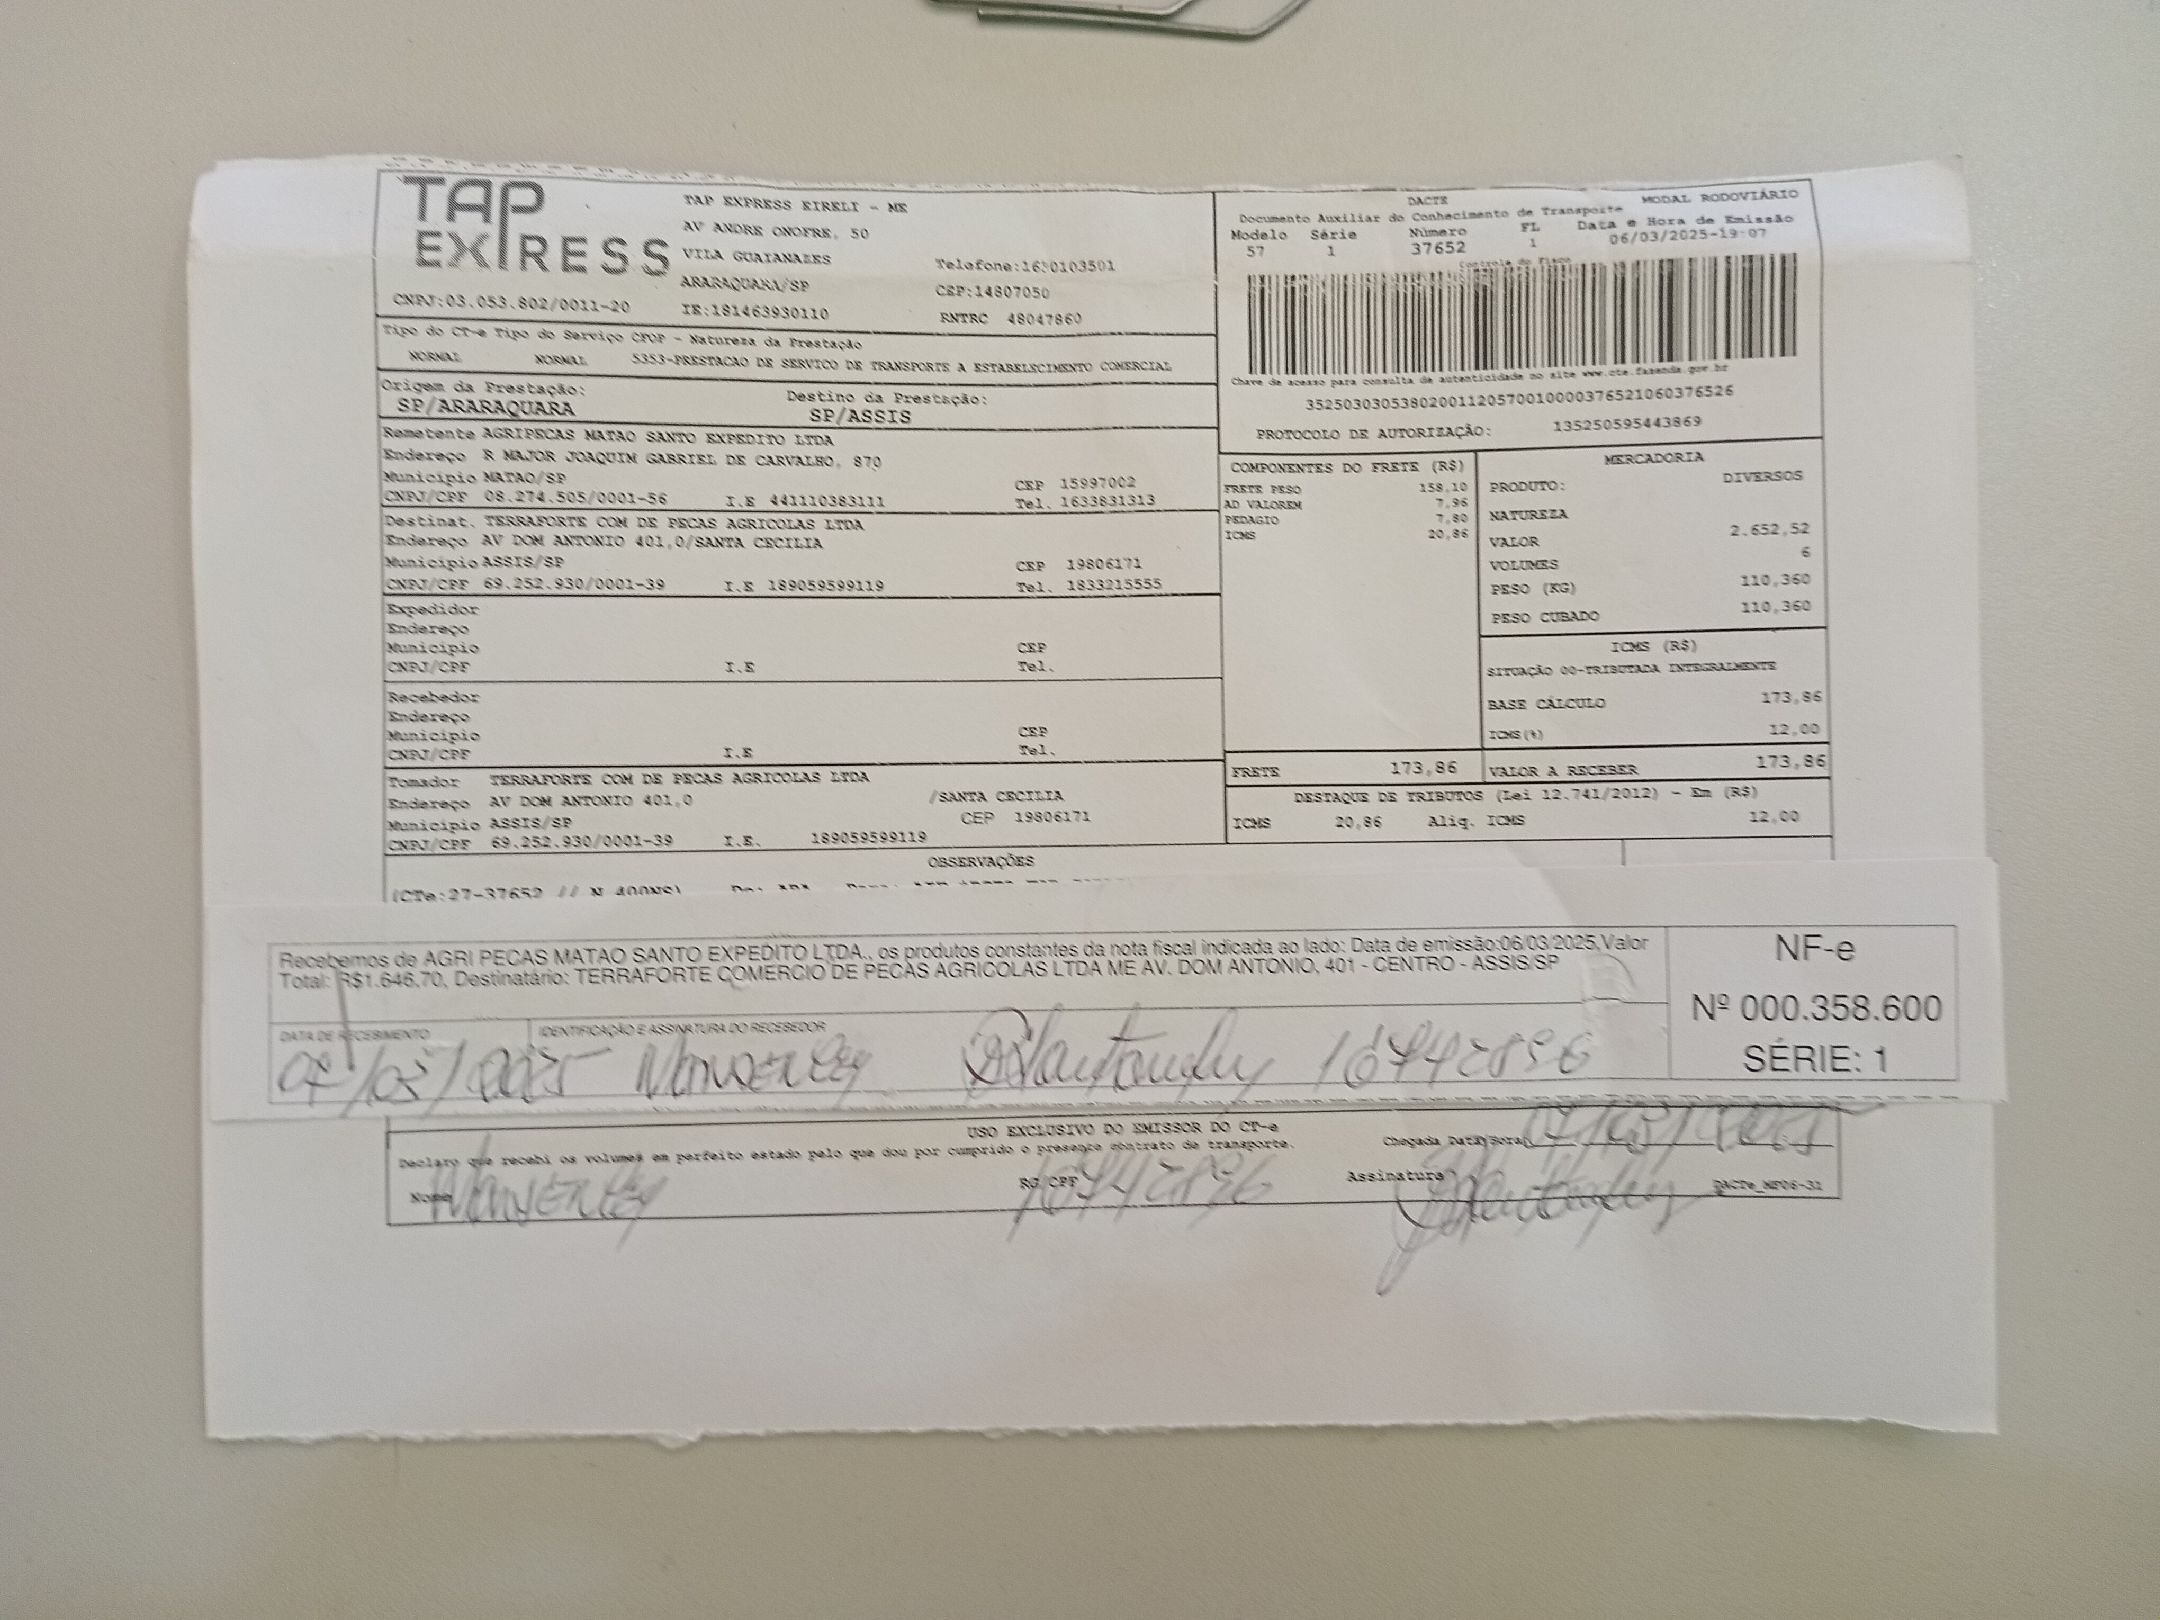 TAP EXPRESS
TAP EXPRESS EIRELI - ME
AV ANDRE ONOFRE, 50
VILA GUAIANAZES
Telefone:1630103501
ARARAQUARA/SP
CEP:14807050
CNPJ:03.053.802/0011-20
IE:181463930110
RNTRC 48047860
DACTE
MODAL RODOVIÁRIO
Documento Auxiliar do Conhecimento de Transporte
Modelo Série Número FL Data e Hora de Emissão
57 1 37652 1 06/03/2025-19:07
Controle do Fisco
Chave de acesso para consulta de autenticidade no site www.cte.fazenda.gov.br
35250303053802001120570010000376521060376526
PROTOCOLO DE AUTORIZAÇÃO: 135250595443869
Tipo do CT-e Tipo do Serviço CFOP - Natureza da Prestação
NORMAL NORMAL 5353-PRESTACAO DE SERVICO DE TRANSPORTE A ESTABELECIMENTO COMERCIAL
Origem da Prestação: Destino da Prestação:
SP/ARARAQUARA SP/ASSIS
Remetente AGRIPECAS MATAO SANTO EXPEDITO LTDA
Endereço R MAJOR JOAQUIM GABRIEL DE CARVALHO, 870
Município MATAO/SP CEP 15997002
CNPJ/CPF 08.274.505/0001-56 I.E 441110383111 Tel. 1633831313
Destinat. TERRAFORTE COM DE PECAS AGRICOLAS LTDA
Endereço AV DOM ANTONIO 401,0/SANTA CECILIA
Município ASSIS/SP CEP 19806171
CNPJ/CPF 69.252.930/0001-39 I.E 189059599119 Tel. 1833215555
Expedidor
Endereço
Município CEP
CNPJ/CPF I.E Tel.
Recebedor
Endereço
Município CEP
CNPJ/CPF I.E Tel.
Tomador TERRAFORTE COM DE PECAS AGRICOLAS LTDA
Endereço AV DOM ANTONIO 401,0 /SANTA CECILIA
Município ASSIS/SP CEP 19806171
CNPJ/CPF 69.252.930/0001-39 I.E. 189059599119
COMPONENTES DO FRETE (R$)
FRETE PESO 158,10
AD VALOREM 7,96
PEDAGIO 7,80
ICMS 20,86
MERCADORIA
PRODUTO: DIVERSOS
NATUREZA
VALOR 2.652,52
VOLUMES 6
PESO (KG) 110,360
PESO CUBADO 110,360
ICMS (R$)
SITUAÇÃO 00-TRIBUTADA INTEGRALMENTE
BASE CÁLCULO 173,86
ICMS(%) 12,00
FRETE 173,86 VALOR A RECEBER 173,86
DESTAQUE DE TRIBUTOS (Lei 12.741/2012) - Em (R$)
ICMS 20,86 Aliq. ICMS 12,00
OBSERVAÇÕES
(CTe:27-37652 //
Recebemos de AGRI PECAS MATAO SANTO EXPEDITO LTDA., os produtos constantes da nota fiscal indicada ao lado: Data de emissão:06/03/2025,Valor
Total: R$1.646,70, Destinatário: TERRAFORTE COMERCIO DE PECAS AGRICOLAS LTDA ME AV. DOM ANTONIO, 401 - CENTRO - ASSIS/SP
DATA DE RECEBIMENTO IDENTIFICAÇÃO E ASSINATURA DO RECEBEDOR
07/03/2025
NF-e
Nº 000.358.600
SÉRIE: 1
USO EXCLUSIVO DO EMISSOR DO CT-e
Declaro que recebi os volumes em perfeito estado pelo que dou por cumprido o presente contrato de transporte.
Chegada Data/Hora 07/03/2025
Nome RG/CPF Assinatura DACTe_MF06-31